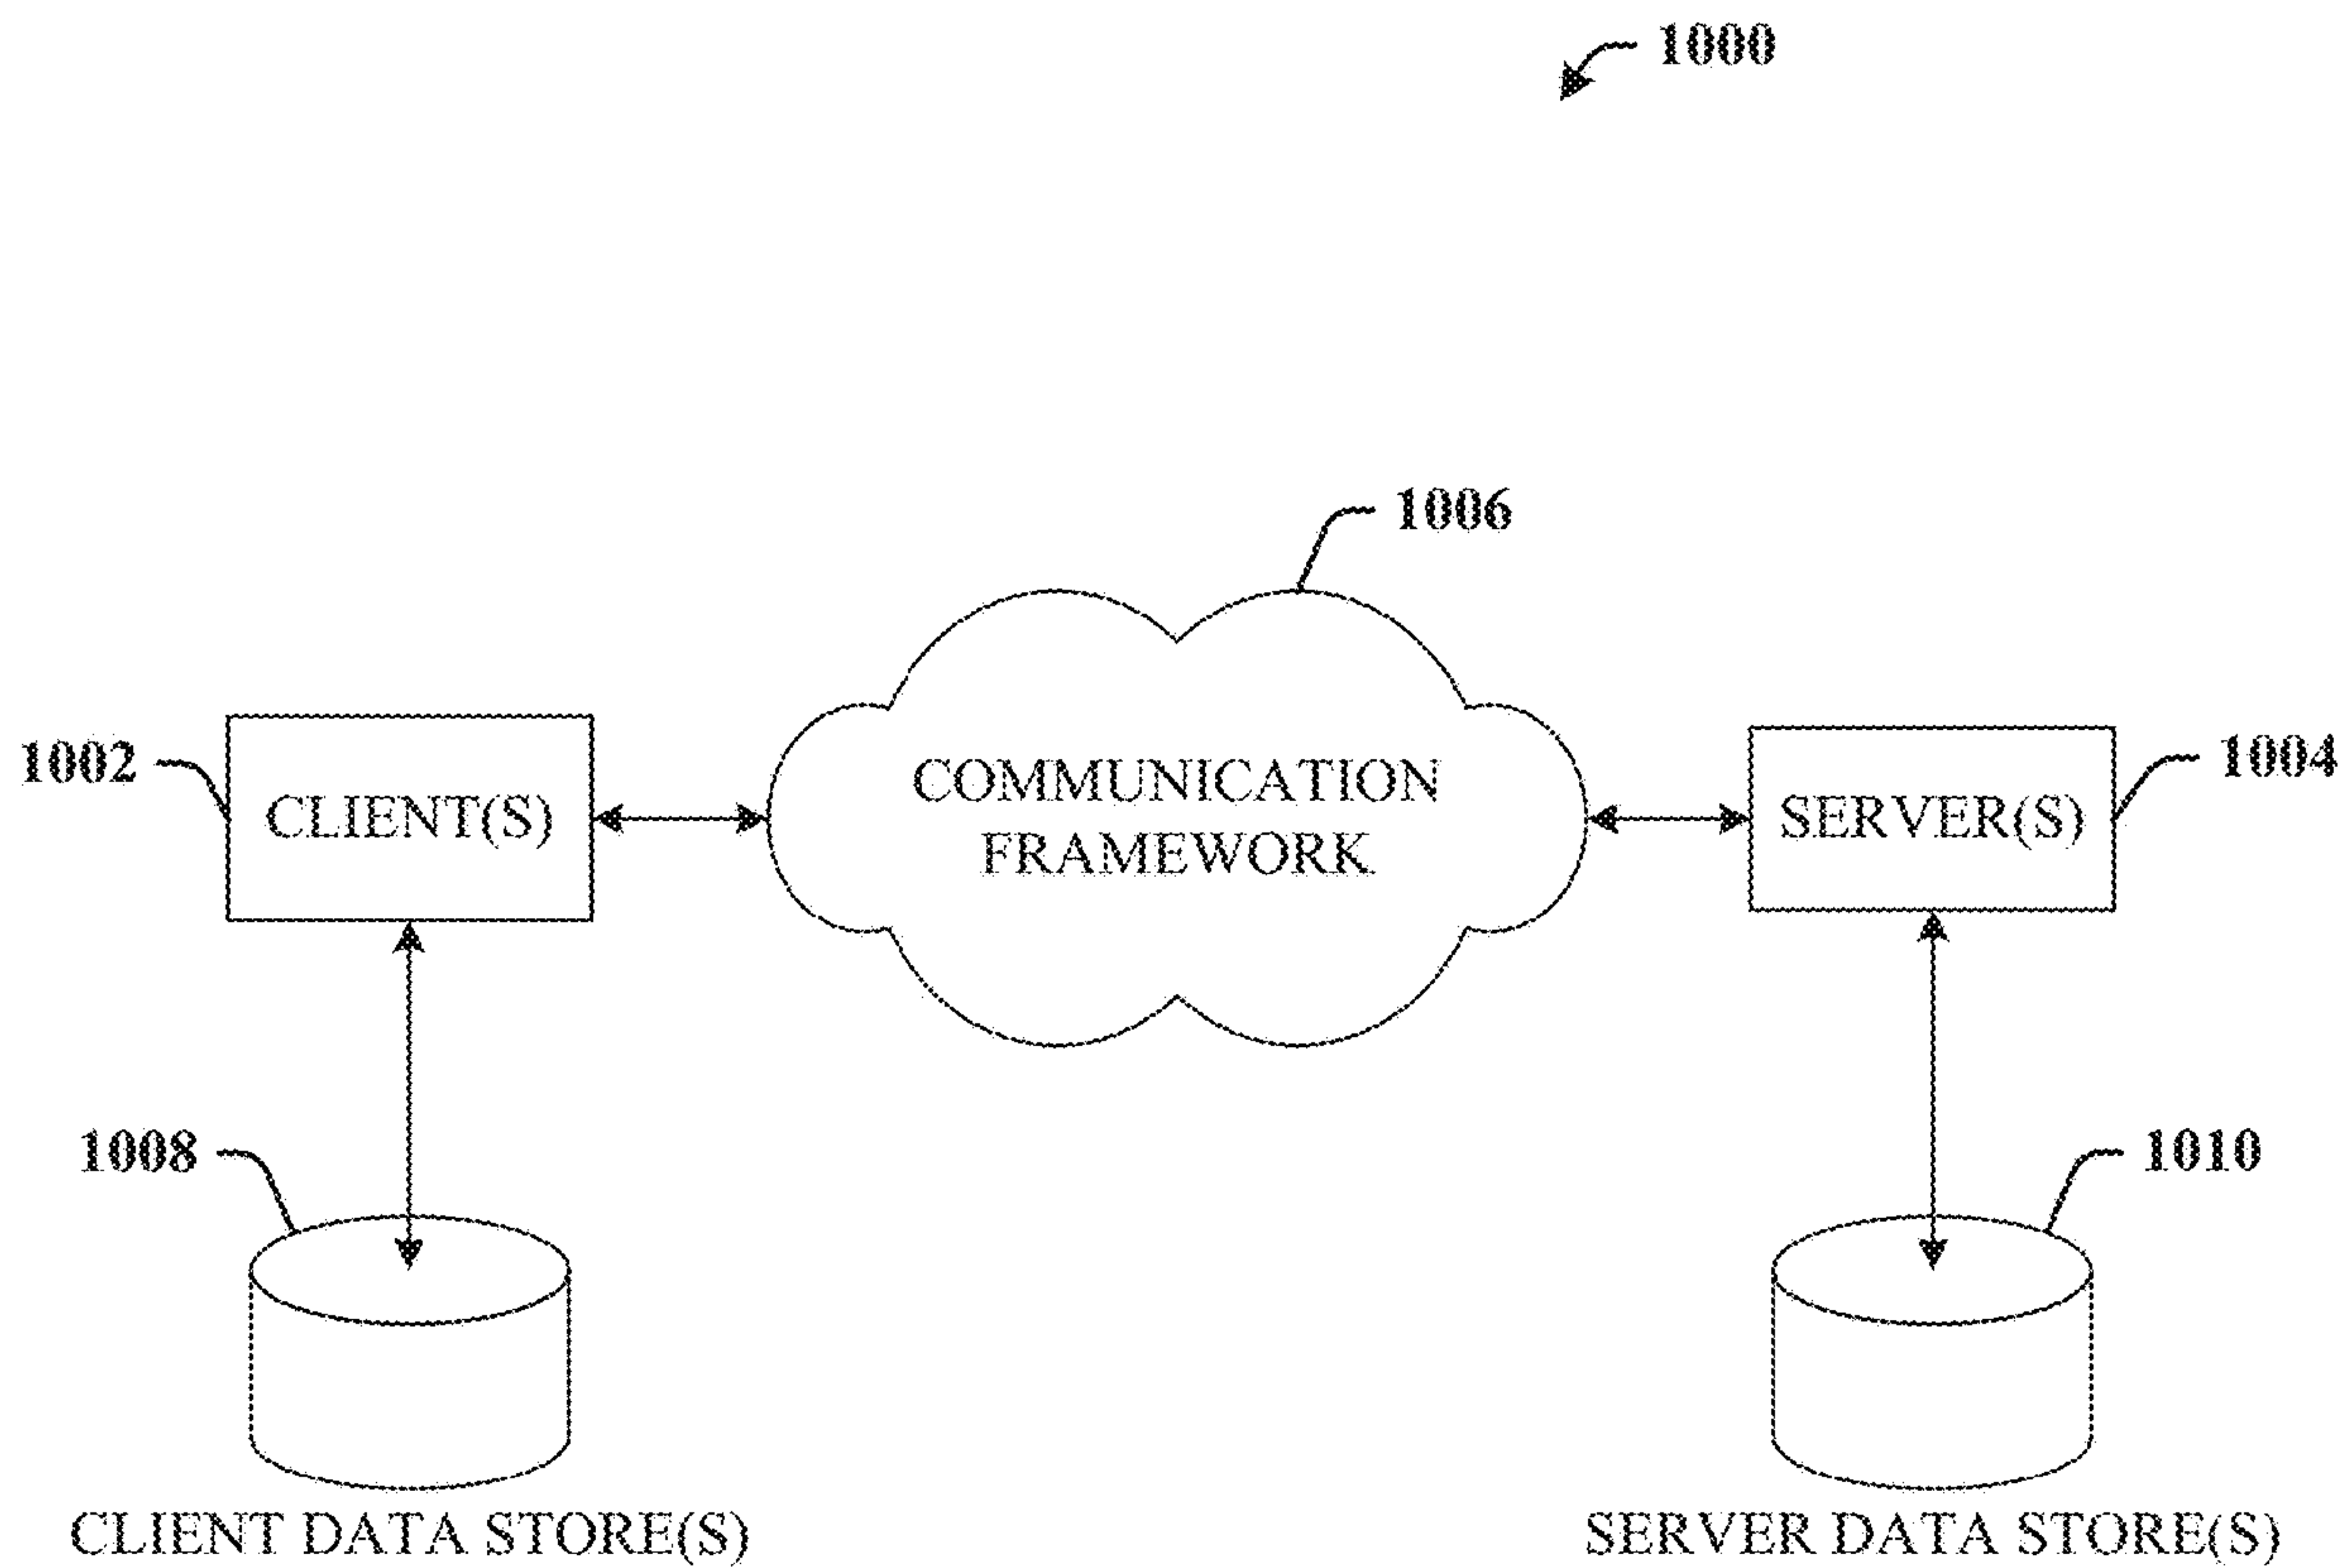 1000
1006
1002
CLIENT(S)
COMMUNICATION
FRAMEWORK
SERVER(S)
1004
1008
1010
CLIENT DATA STORE(S)
SERVER DATA STORE(S)